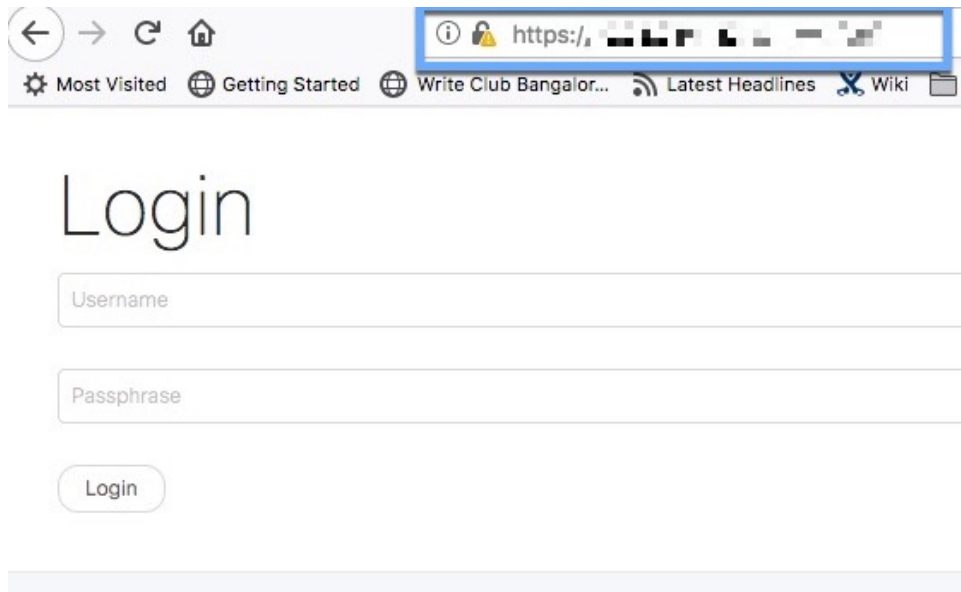 https:/
Most Visited Getting Started Write Club Bangalor... Latest Headlines Wiki
Login
Username
Passphrase
Login